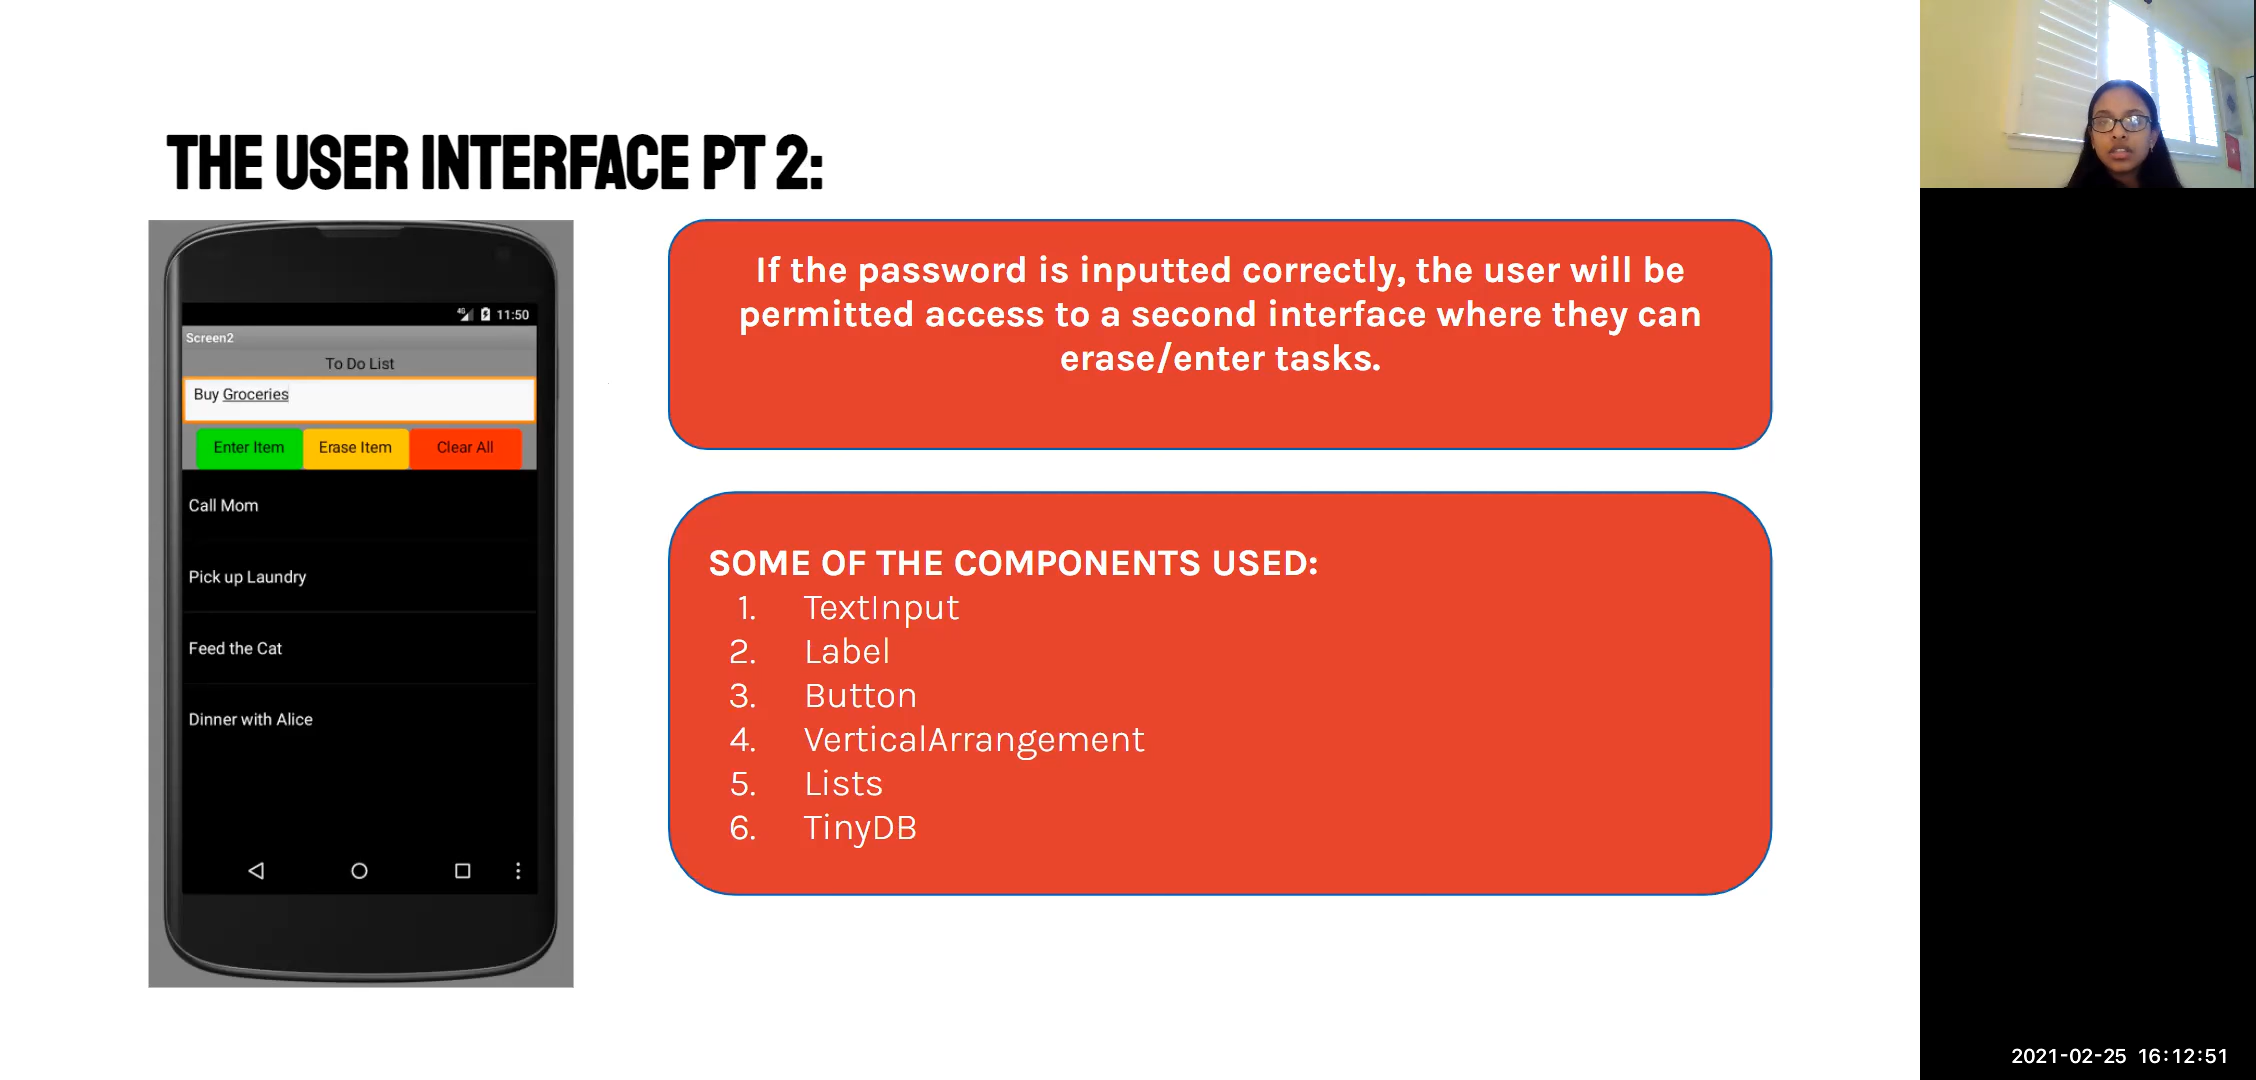 THE USER INTERFACE PT 2:
4G 11:50
Screen2
To Do List
Buy Groceries
Enter Item Erase Item Clear All
Call Mom
Pick up Laundry
Feed the Cat
Dinner with Alice
If the password is inputted correctly, the user will be
permitted access to a second interface where they can
erase/enter tasks.
SOME OF THE COMPONENTS USED:
1. TextInput
2. Label
3. Button
4. VerticalArrangement
5. Lists
6. TinyDB
2021-02-25 16:12:51